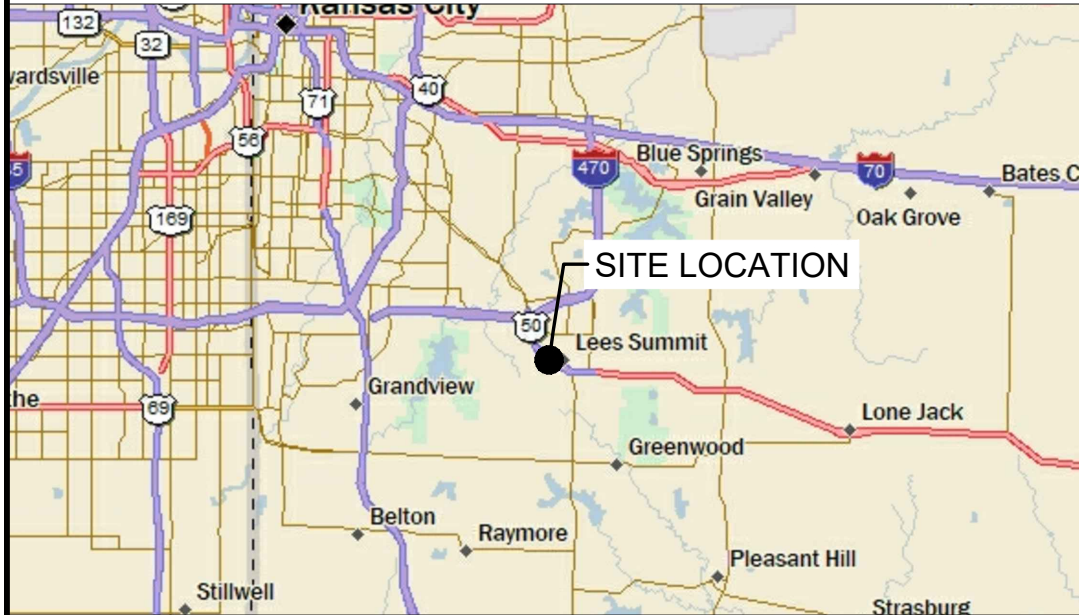 Kansas City
132
32
wardsville
71
40
56
470
Blue Springs
70
Bates C
Grain Valley
Oak Grove
169
SITE LOCATION
50
Lees Summit
Grandview
the
69
Lone Jack
Greenwood
Belton
Raymore
Pleasant Hill
Stillwell
Strasburg